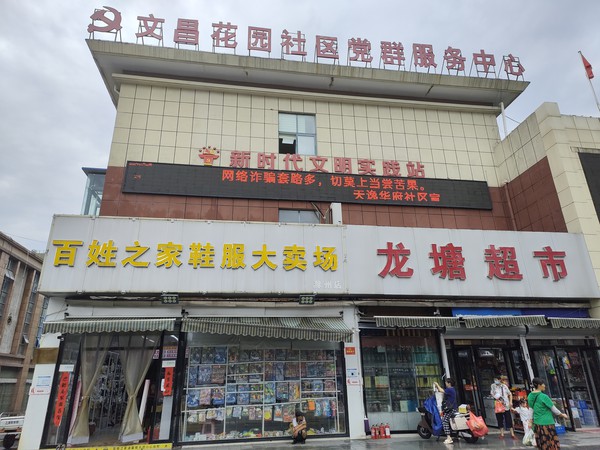 文昌花园社区党群服务中心
新时代文明实践站
网络诈骗套路多，切莫上当尝苦果。
天逸华府社区宣
百姓之家鞋服大卖场
龙塘超市